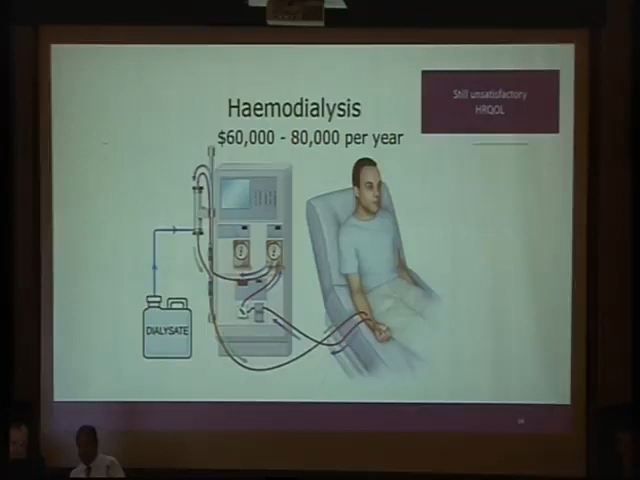 Haemodialysis
$60,000 - 80,000 per year
Still unsatisfactory
HRQOL
DIALYSATE